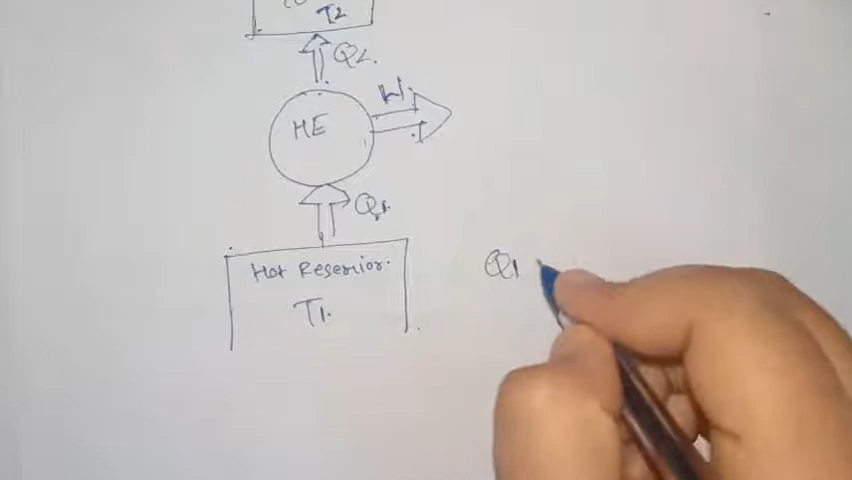 T2
Q2.
W.
HE
Q1.
Hot Reservior.
T1.
Q1